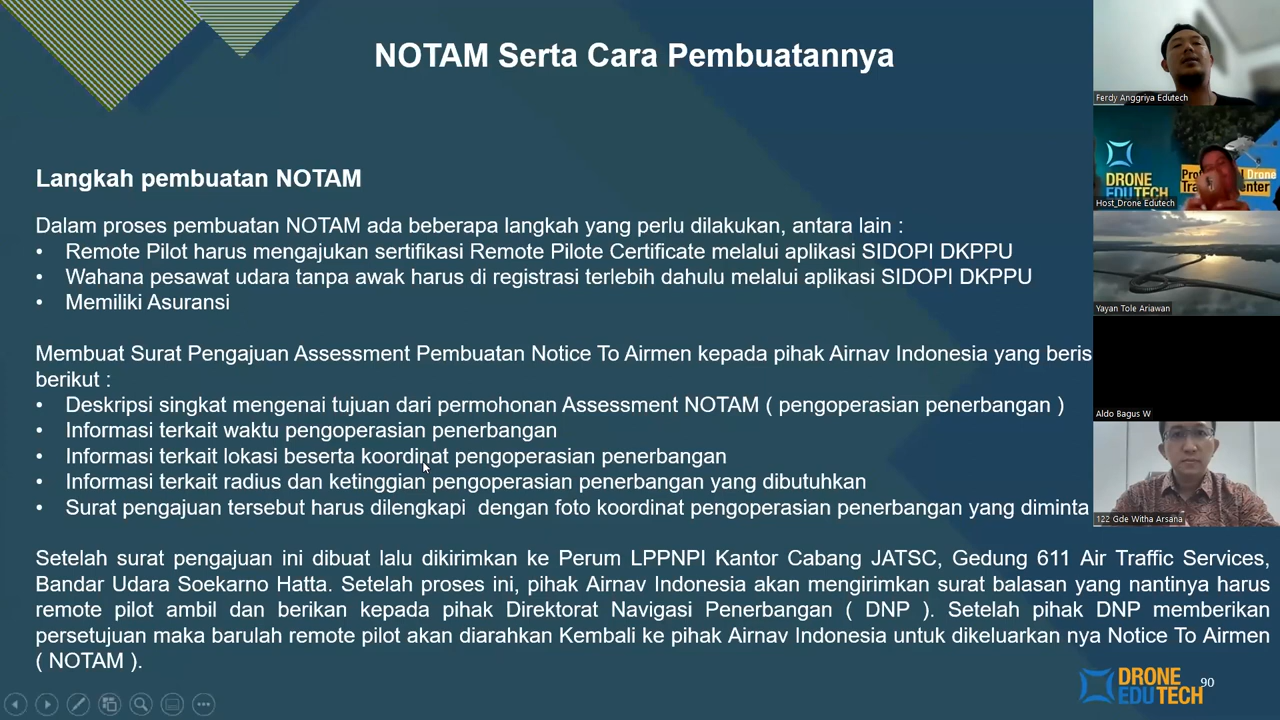 NOTAM Serta Cara Pembuatannya
Langkah pembuatan NOTAM
Dalam proses pembuatan NOTAM ada beberapa langkah yang perlu dilakukan, antara lain :
• Remote Pilot harus mengajukan sertifikasi Remote Pilote Certificate melalui aplikasi SIDOPI DKPPU
• Wahana pesawat udara tanpa awak harus di registrasi terlebih dahulu melalui aplikasi SIDOPI DKPPU
• Memiliki Asuransi
Membuat Surat Pengajuan Assessment Pembuatan Notice To Airmen kepada pihak Airnav Indonesia yang beris
berikut :
• Deskripsi singkat mengenai tujuan dari permohonan Assessment NOTAM ( pengoperasian penerbangan )
• Informasi terkait waktu pengoperasian penerbangan
• Informasi terkait lokasi beserta koordinat pengoperasian penerbangan
• Informasi terkait radius dan ketinggian pengoperasian penerbangan yang dibutuhkan
• Surat pengajuan tersebut harus dilengkapi dengan foto koordinat pengoperasian penerbangan yang diminta
Setelah surat pengajuan ini dibuat lalu dikirimkan ke Perum LPPNPI Kantor Cabang JATSC, Gedung 611 Air Traffic Services,
Bandar Udara Soekarno Hatta. Setelah proses ini, pihak Airnav Indonesia akan mengirimkan surat balasan yang nantinya harus
remote pilot ambil dan berikan kepada pihak Direktorat Navigasi Penerbangan ( DNP ). Setelah pihak DNP memberikan
persetujuan maka barulah remote pilot akan diarahkan Kembali ke pihak Airnav Indonesia untuk dikeluarkan nya Notice To Airmen
( NOTAM ).
DRONE
EDUTECH
90
Ferdy Anggriya Edutech
DRONE
EDUTECH
Drone
Host_Drone Edutech
Yayan Tole Ariawan
Aldo Bagus W
122 Gde Witha Arsana